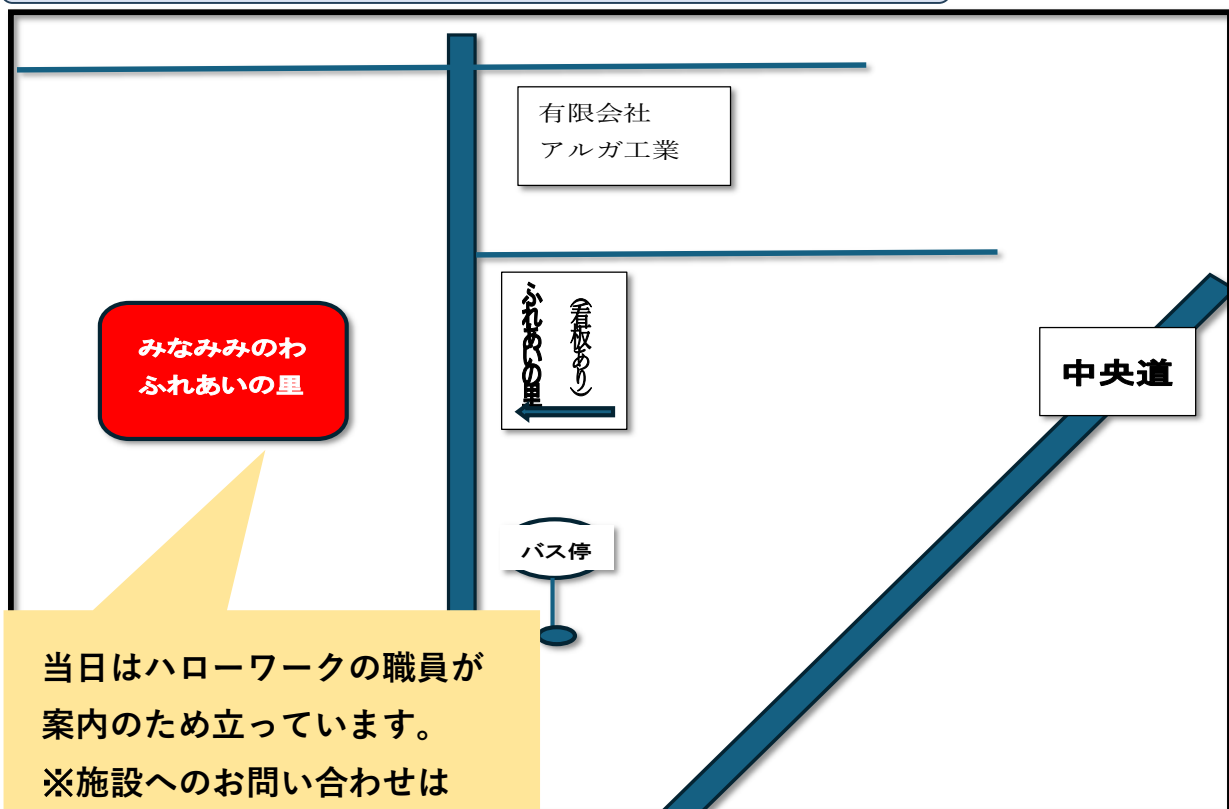 有限会社
アルガ工業
みなみみのわ
ふれあいの里
(看板あり)
ふれあいの里
中央道
バス停
当日はハローワークの職員が
案内のため立っています。
※施設へのお問い合わせは